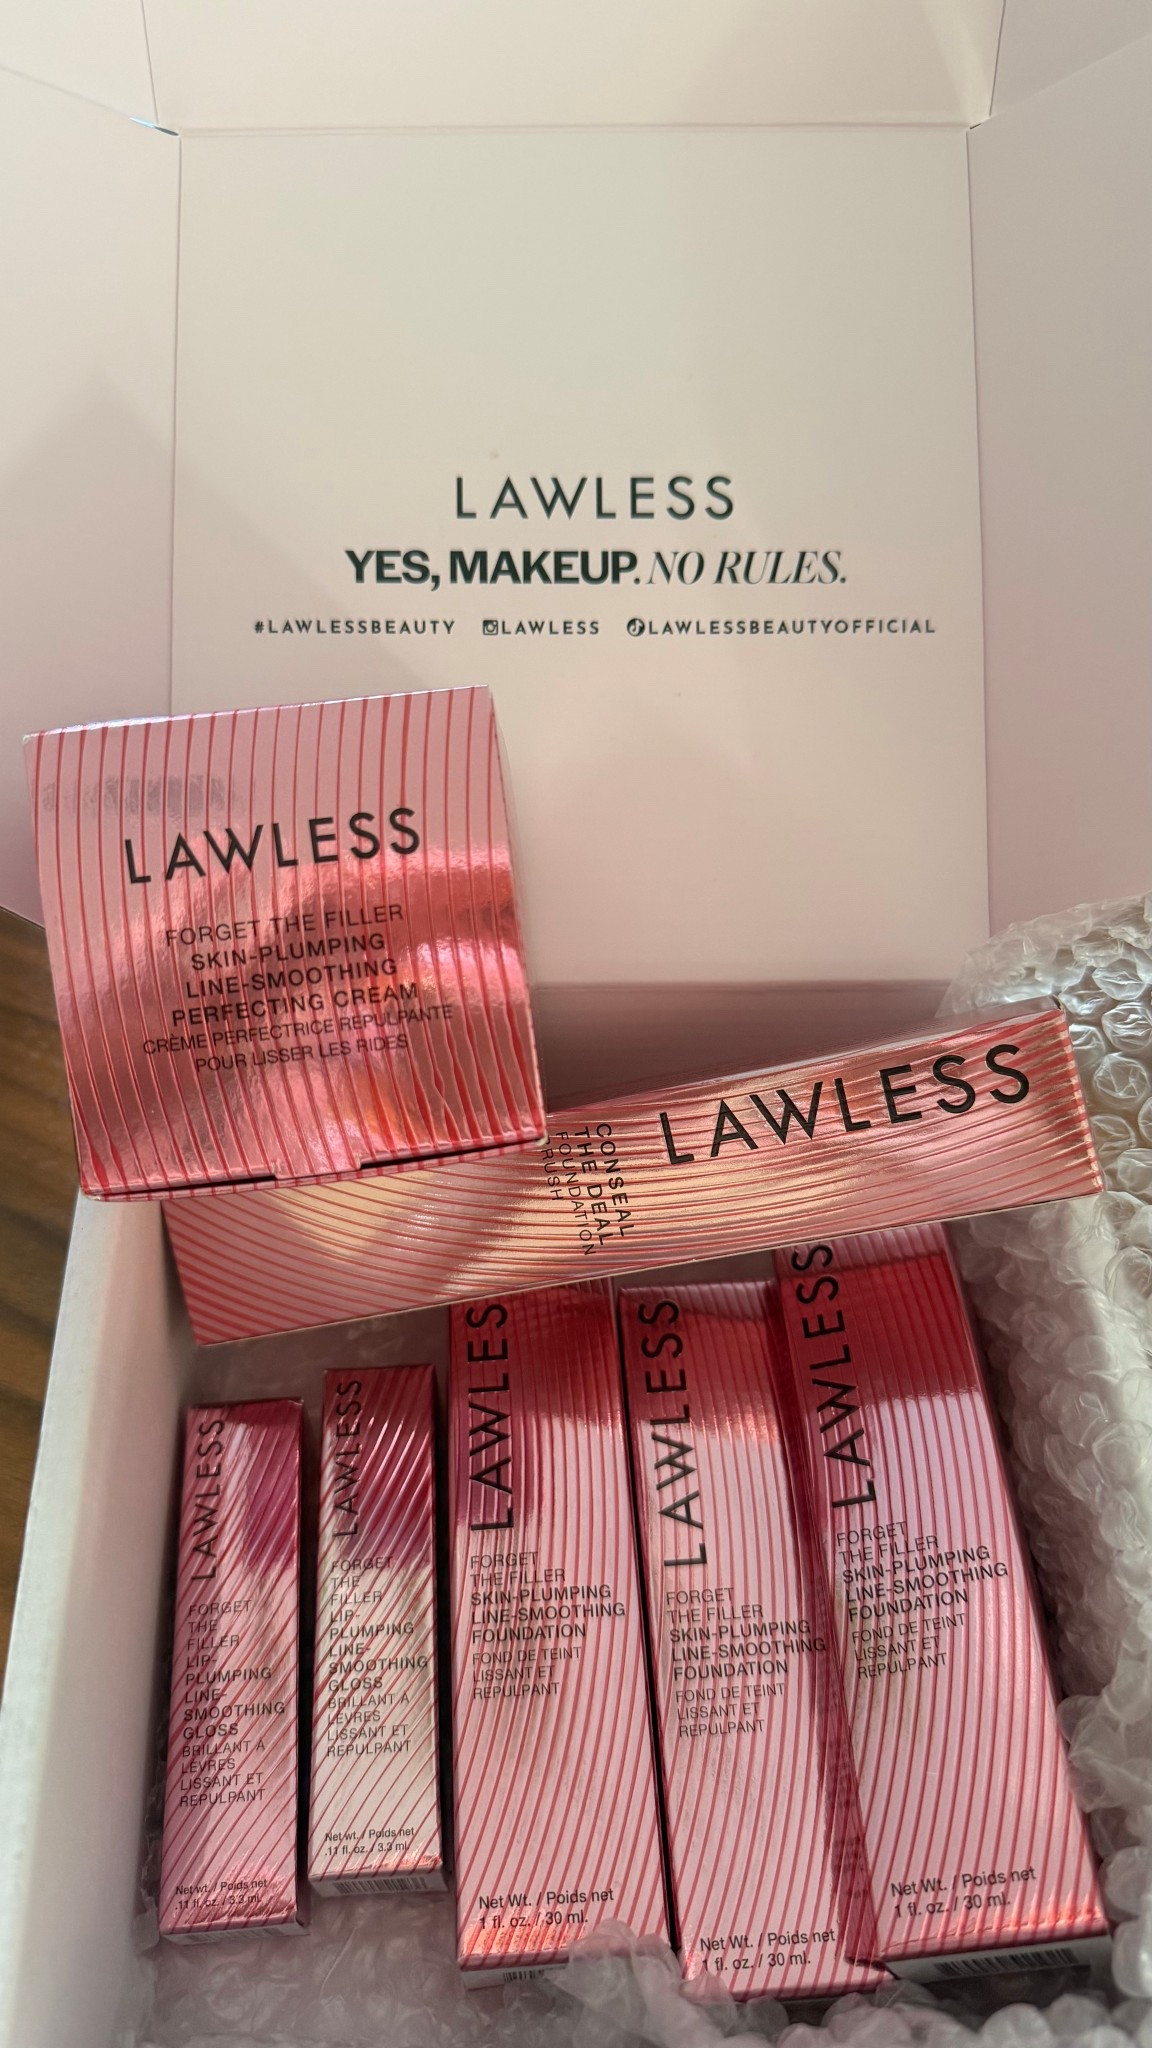 LAWLESS
YES, MAKEUP. NO RULES.
#LAWLESSBEAUTY LAWLESS LAWLESSBEAUTYOFFICIAL
LAWLESS
FORGET THE FILLER
SKIN-PLUMPING
LINE-SMOOTHING
PERFECTING CREAM
CRÈME PERFECTRICE REPULPANTE
POUR LISSER LES RIDES
LAWLESS
CONSEAL
THE DEAL
FOUNDATION
BRUSH
LAWLESS
FORGET
THE
FILLER
LIP-
PLUMPING
LINE-
SMOOTHING
GLOSS
BRILLANT À
LÈVRES
LISSANT ET
REPULPANT
Net wt. / Poids net
.11 fl. oz. / 3.3 ml.
LAWLESS
FORGET
THE
FILLER
LIP-
PLUMPING
LINE-
SMOOTHING
GLOSS
BRILLANT À
LÈVRES
LISSANT ET
REPULPANT
Net wt. / Poids net
.11 fl. oz. / 3.3 ml.
LAWLES
FORGET
THE FILLER
SKIN-PLUMPING
LINE-SMOOTHING
FOUNDATION
FOND DE TEINT
LISSANT ET
REPULPANT
Net Wt. / Poids net
1 fl. oz. / 30 ml.
LAWLESS
FORGET
THE FILLER
SKIN-PLUMPING
LINE-SMOOTHING
FOUNDATION
FOND DE TEINT
LISSANT ET
REPULPANT
Net Wt. / Poids net
1 fl. oz. / 30 ml.
LAWLESS
FORGET
THE FILLER
SKIN-PLUMPING
LINE-SMOOTHING
FOUNDATION
FOND DE TEINT
LISSANT ET
REPULPANT
Net Wt. / Poids net
1 fl. oz. / 30 ml.